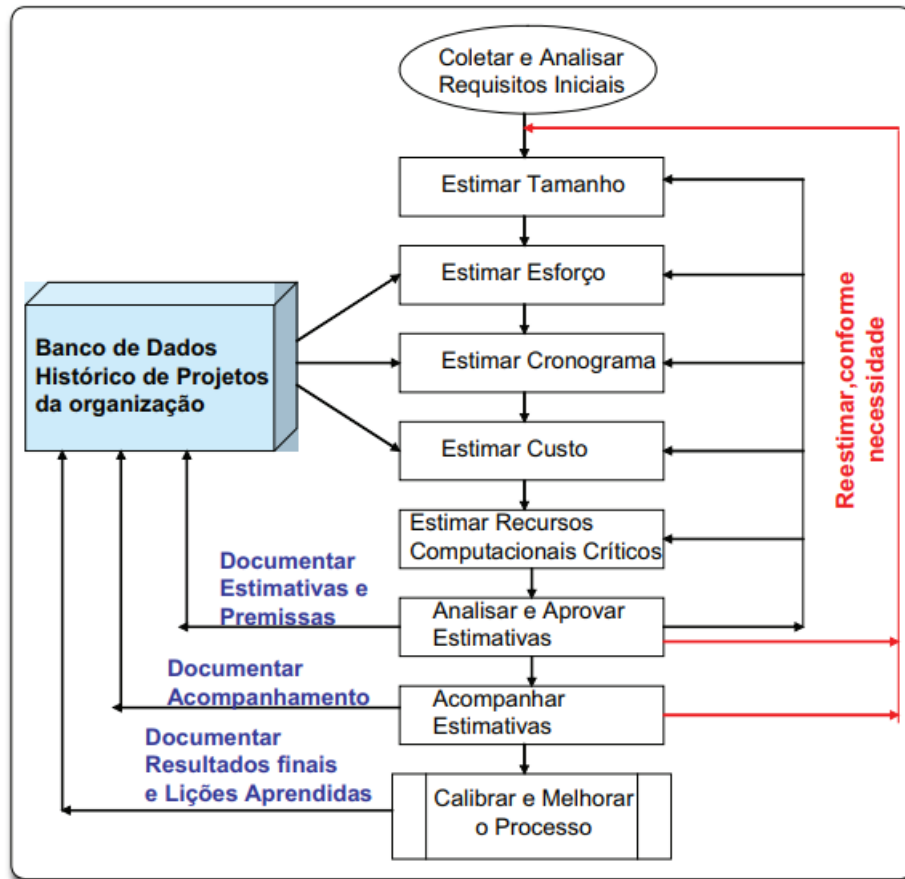 Coletar e Analisar
Requisitos Iniciais
Estimar Tamanho
Estimar Esforço
Banco de Dados
Histórico de Projetos
da organização
Estimar Cronograma
Estimar Custo
Reestimar,conforme
necessidade
Estimar Recursos
Computacionais Críticos
Documentar
Estimativas e
Premissas
Analisar e Aprovar
Estimativas
Documentar
Acompanhamento
Acompanhar
Estimativas
Documentar
Resultados finais
e Lições Aprendidas
Calibrar e Melhorar
o Processo